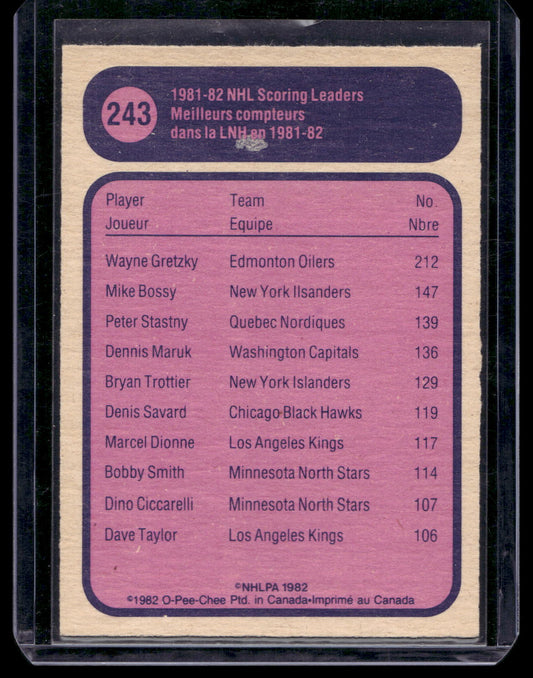 243
1981-82 NHL Scoring Leaders
Meilleurs compteurs
dans la LNH en 1981-82
Player Team No.
Joueur Equipe Nbre
Wayne Gretzky Edmonton Oilers 212
Mike Bossy New York Ilsanders 147
Peter Stastny Quebec Nordiques 139
Dennis Maruk Washington Capitals 136
Bryan Trottier New York Islanders 129
Denis Savard Chicago Black Hawks 119
Marcel Dionne Los Angeles Kings 117
Bobby Smith Minnesota North Stars 114
Dino Ciccarelli Minnesota North Stars 107
Dave Taylor Los Angeles Kings 106
©NHLPA 1982
©1982 O-Pee-Chee Ptd. in Canada•Imprimé au Canada